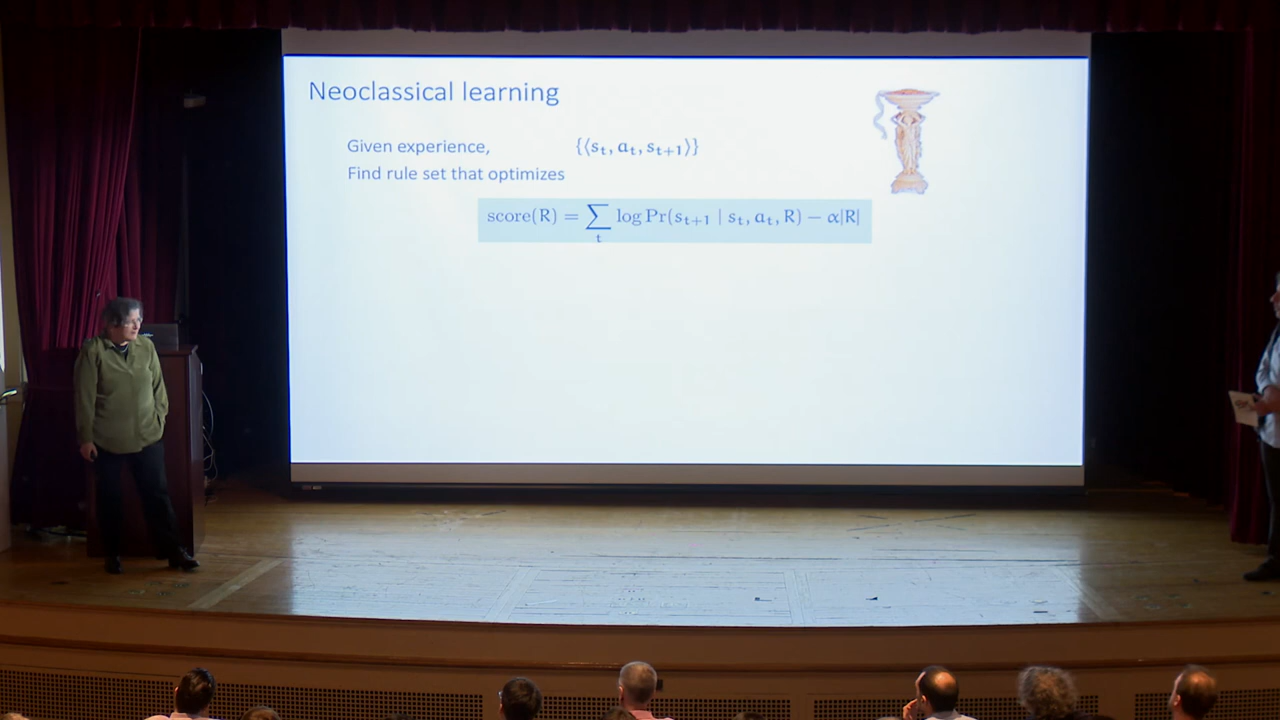 Neoclassical learning
Given experience, {⟨s_t, a_t, s_{t+1}⟩}
Find rule set that optimizes
score(R) = ∑_t log Pr(s_{t+1} | s_t, a_t, R) − α|R|